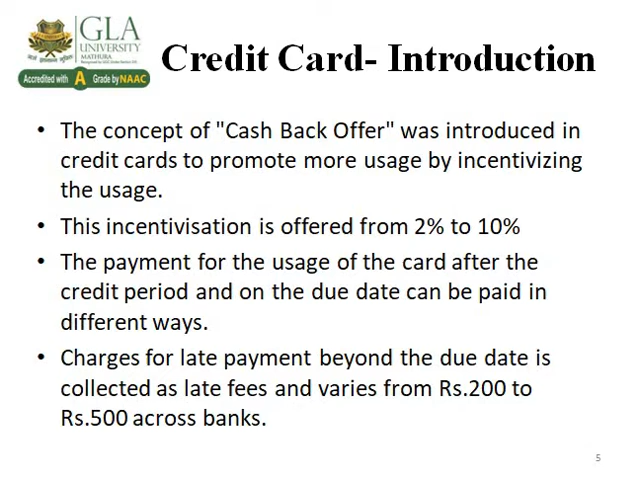 GLA
UNIVERSITY
MATHURA
Accredited with A Grade by NAAC
Credit Card- Introduction
• The concept of "Cash Back Offer" was introduced in
credit cards to promote more usage by incentivizing
the usage.
• This incentivisation is offered from 2% to 10%
• The payment for the usage of the card after the
credit period and on the due date can be paid in
different ways.
• Charges for late payment beyond the due date is
collected as late fees and varies from Rs.200 to
Rs.500 across banks.
5